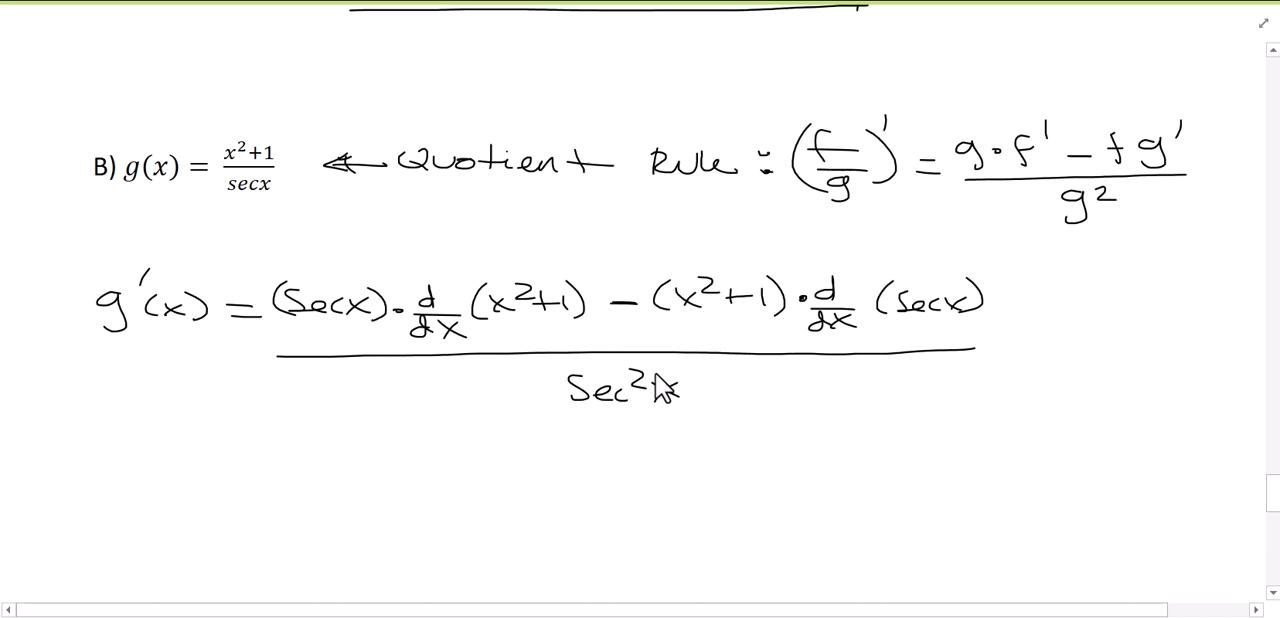 B) g(x) = (x²+1)/(secx) ← Quotient Rule : (f/g)' = (g·f' − fg')/g²
g'(x) = ((secx)·d/dx(x²+1) − (x²+1)·d/dx(secx))/(sec²x)